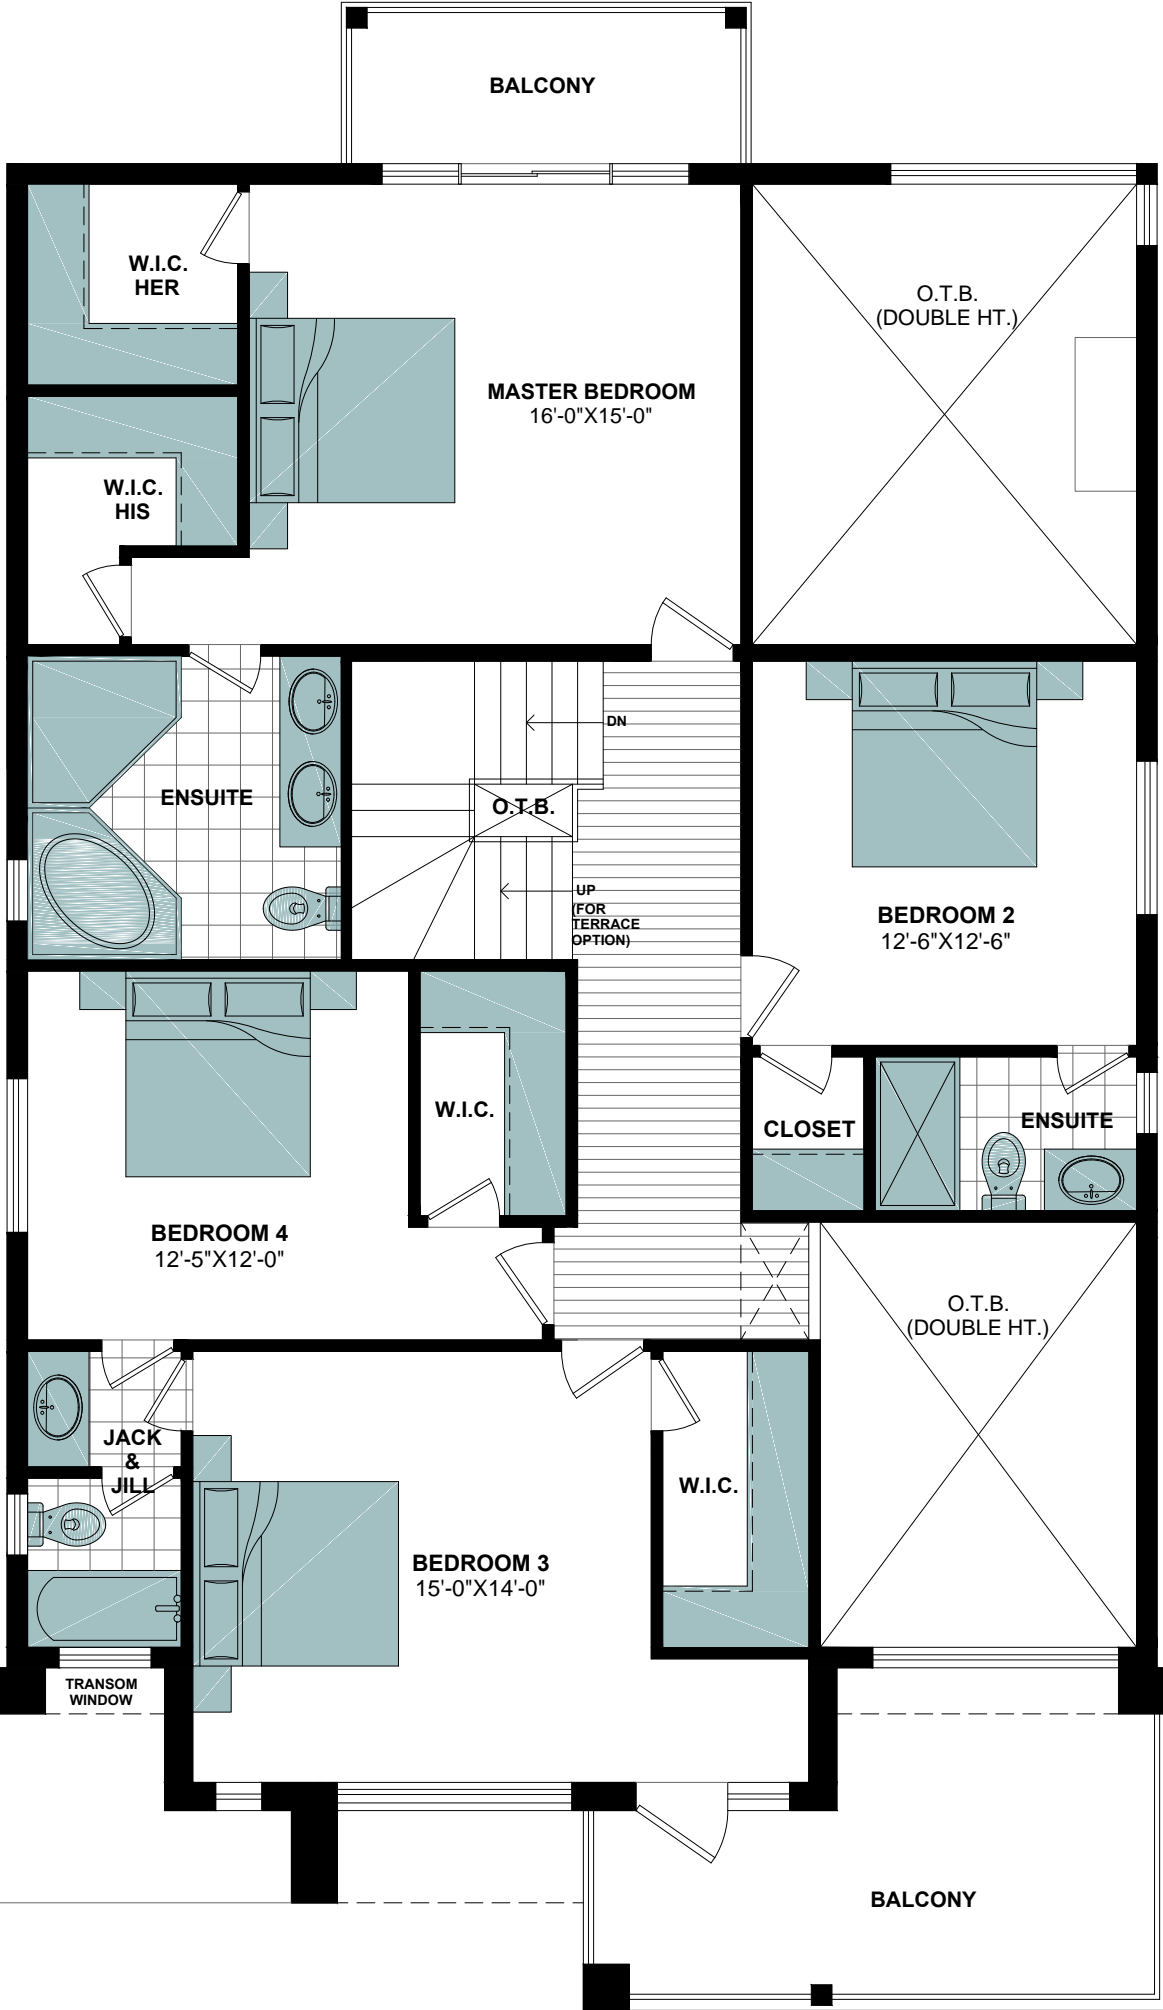 BALCONY
W.I.C.
HER
O.T.B.
(DOUBLE HT.)
MASTER BEDROOM
16'-0"X15'-0"
W.I.C.
HIS
DN
ENSUITE
O.T.B.
UP
(FOR
TERRACE
OPTION)
BEDROOM 2
12'-6"X12'-6"
W.I.C.
CLOSET
ENSUITE
BEDROOM 4
12'-5"X12'-0"
O.T.B.
(DOUBLE HT.)
JACK
&
JILL
W.I.C.
BEDROOM 3
15'-0"X14'-0"
TRANSOM
WINDOW
BALCONY